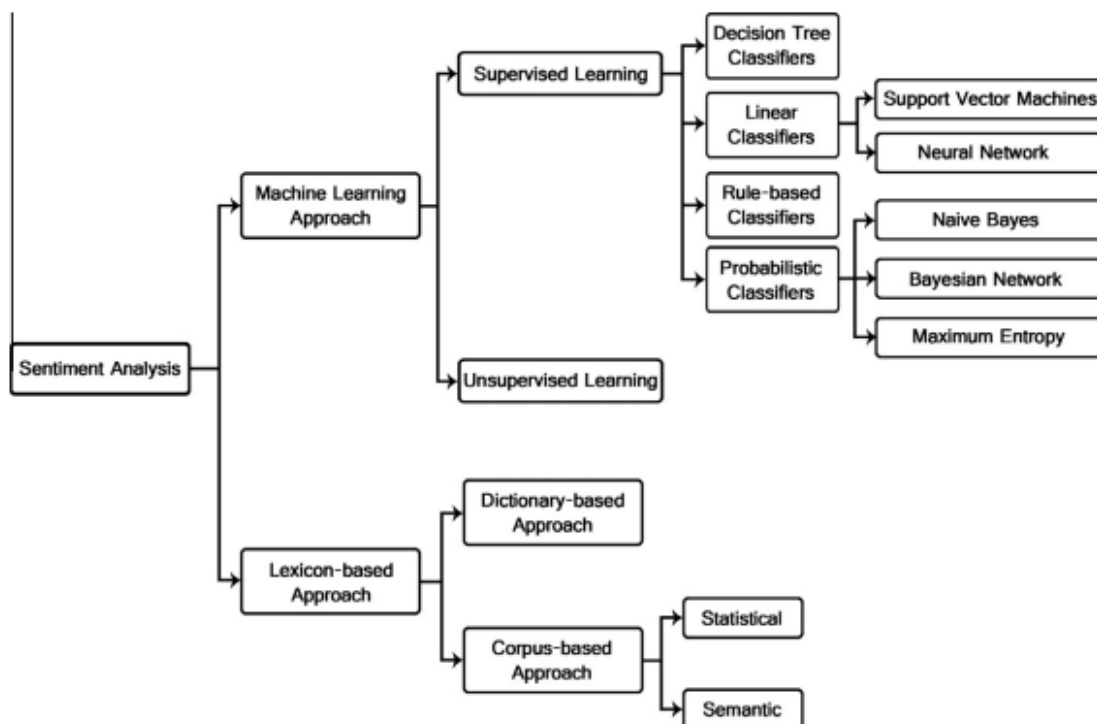 Decision Tree
Classifiers
Supervised Learning
Support Vector Machines
Linear
Classifiers
Neural Network
Machine Learning
Approach
Rule-based
Classifiers
Naive Bayes
Probabilistic
Classifiers
Bayesian Network
Maximum Entropy
Sentiment Analysis
Unsupervised Learning
Dictionary-based
Approach
Lexicon-based
Approach
Statistical
Corpus-based
Approach
Semantic